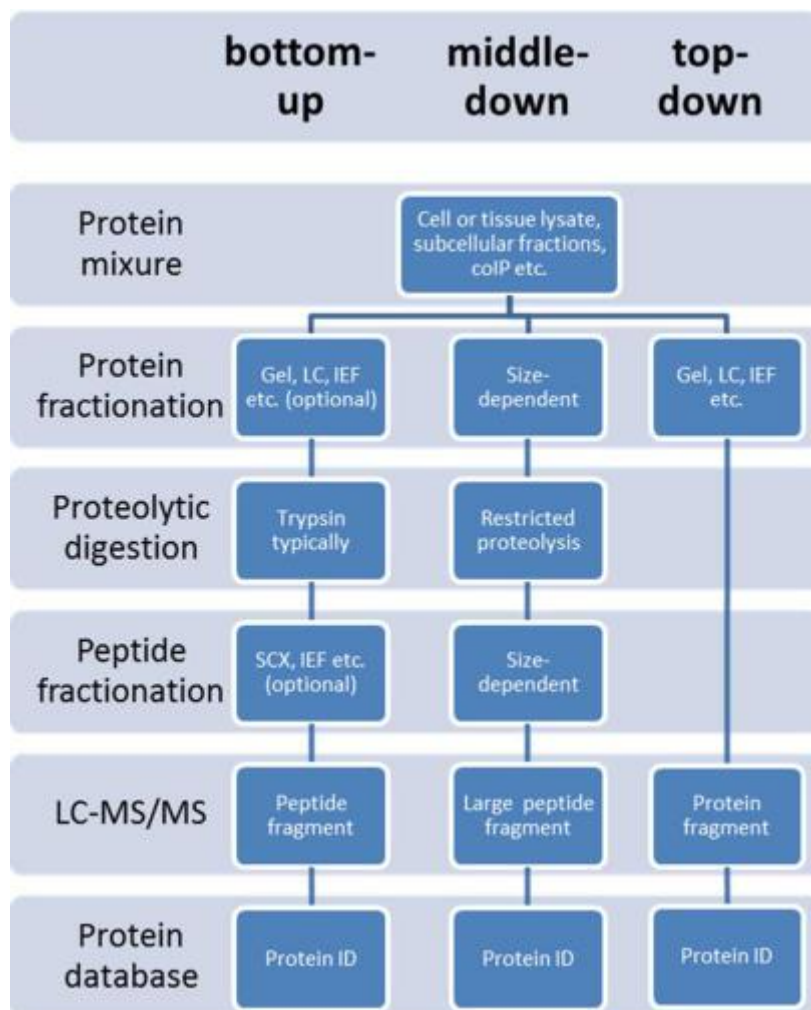 bottom-
up
middle-
down
top-
down
Protein
mixure
Cell or tissue lysate,
subcellular fractions,
coIP etc.
Protein
fractionation
Gel, LC, IEF
etc. (optional)
Size-
dependent
Gel, LC, IEF
etc.
Proteolytic
digestion
Trypsin
typically
Restricted
proteolysis
Peptide
fractionation
SCX, IEF etc.
(optional)
Size-
dependent
LC-MS/MS
Peptide
fragment
Large peptide
fragment
Protein
fragment
Protein
database
Protein ID
Protein ID
Protein ID